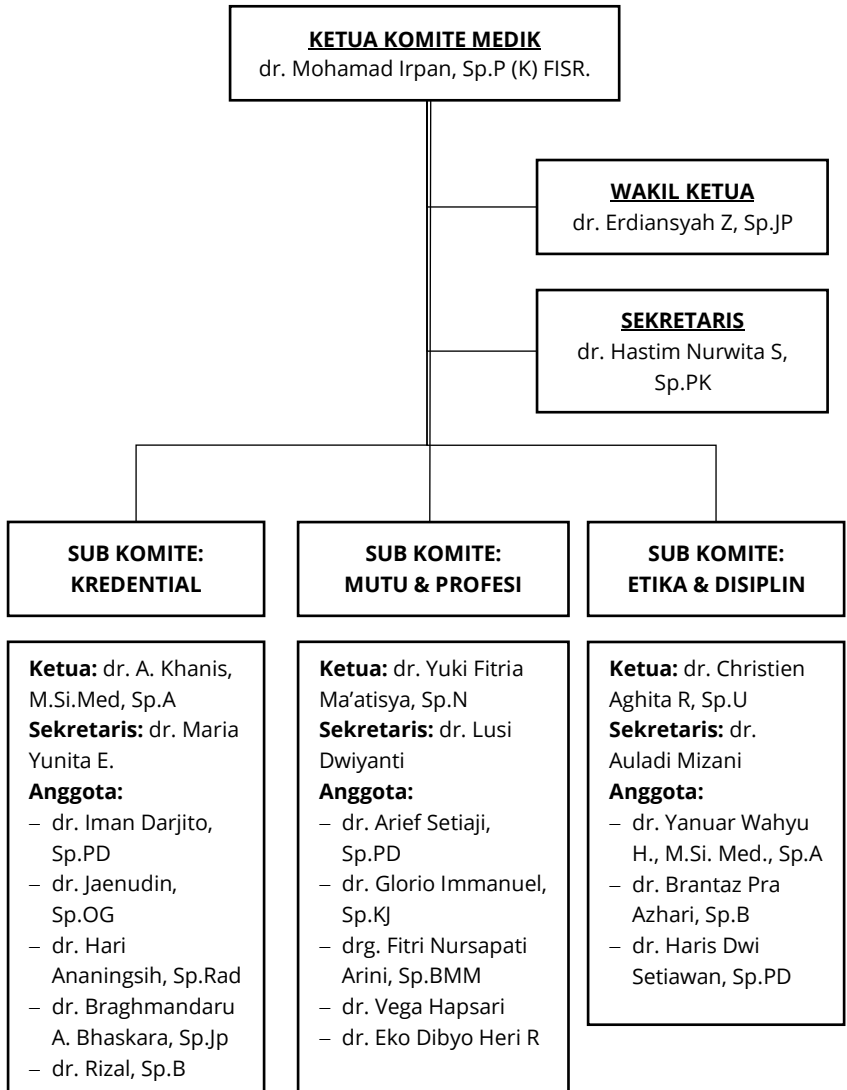 KETUA KOMITE MEDIK
dr. Mohamad Irpan, Sp.P (K) FISR.
WAKIL KETUA
dr. Erdiansyah Z, Sp.JP
SEKRETARIS
dr. Hastim Nurwita S,
Sp.PK
SUB KOMITE:
KREDENTIAL
SUB KOMITE:
MUTU & PROFESI
SUB KOMITE:
ETIKA & DISIPLIN
Ketua: dr. A. Khanis,
M.Si.Med, Sp.A
Sekretaris: dr. Maria
Yunita E.
Anggota:
– dr. Iman Darjito,
Sp.PD
– dr. Jaenudin,
Sp.OG
– dr. Hari
Ananingsih, Sp.Rad
– dr. Braghmandaru
A. Bhaskara, Sp.Jp
– dr. Rizal, Sp.B
Ketua: dr. Yuki Fitria
Ma’atisya, Sp.N
Sekretaris: dr. Lusi
Dwiyanti
Anggota:
– dr. Arief Setiaji,
Sp.PD
– dr. Glorio Immanuel,
Sp.KJ
– drg. Fitri Nursapati
Arini, Sp.BMM
– dr. Vega Hapsari
– dr. Eko Dibyo Heri R
Ketua: dr. Christien
Aghita R, Sp.U
Sekretaris: dr.
Auladi Mizani
Anggota:
– dr. Yanuar Wahyu
H., M.Si. Med., Sp.A
– dr. Brantaz Pra
Azhari, Sp.B
– dr. Haris Dwi
Setiawan, Sp.PD